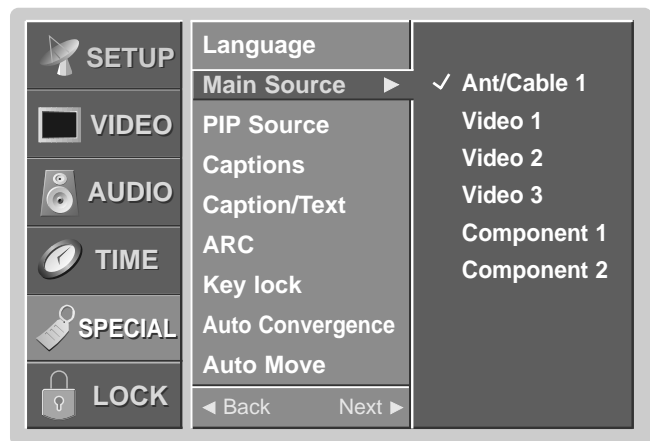 SETUP
VIDEO
AUDIO
TIME
SPECIAL
LOCK
Language
Main Source ►
PIP Source
Captions
Caption/Text
ARC
Key lock
Auto Convergence
Auto Move
◄ Back Next ►
✓ Ant/Cable 1
Video 1
Video 2
Video 3
Component 1
Component 2